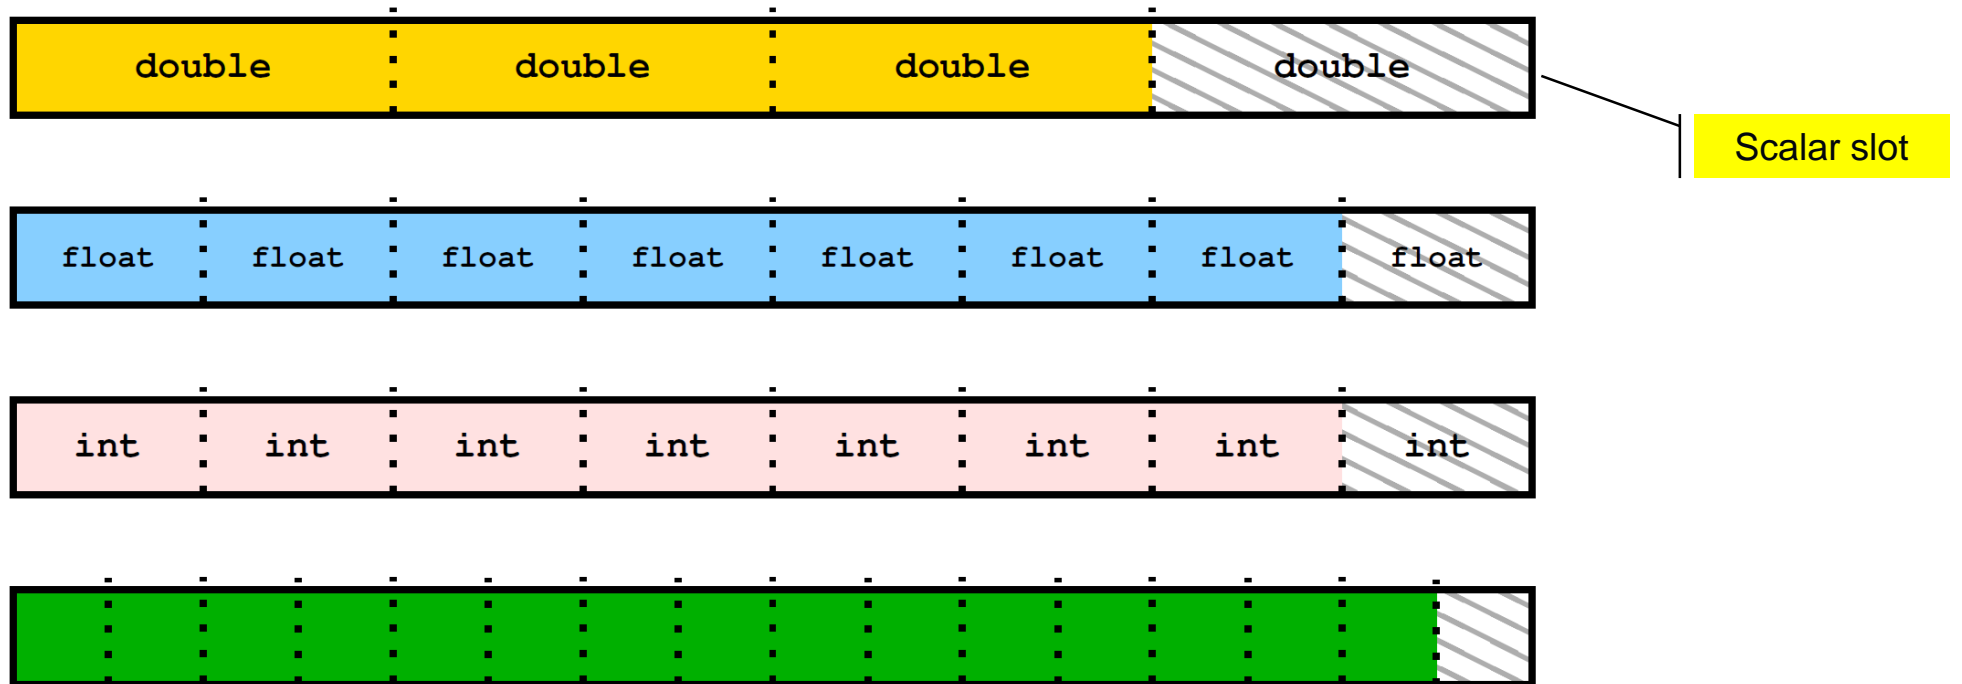 double double double double
Scalar slot
float float float float float float float float
int int int int int int int int